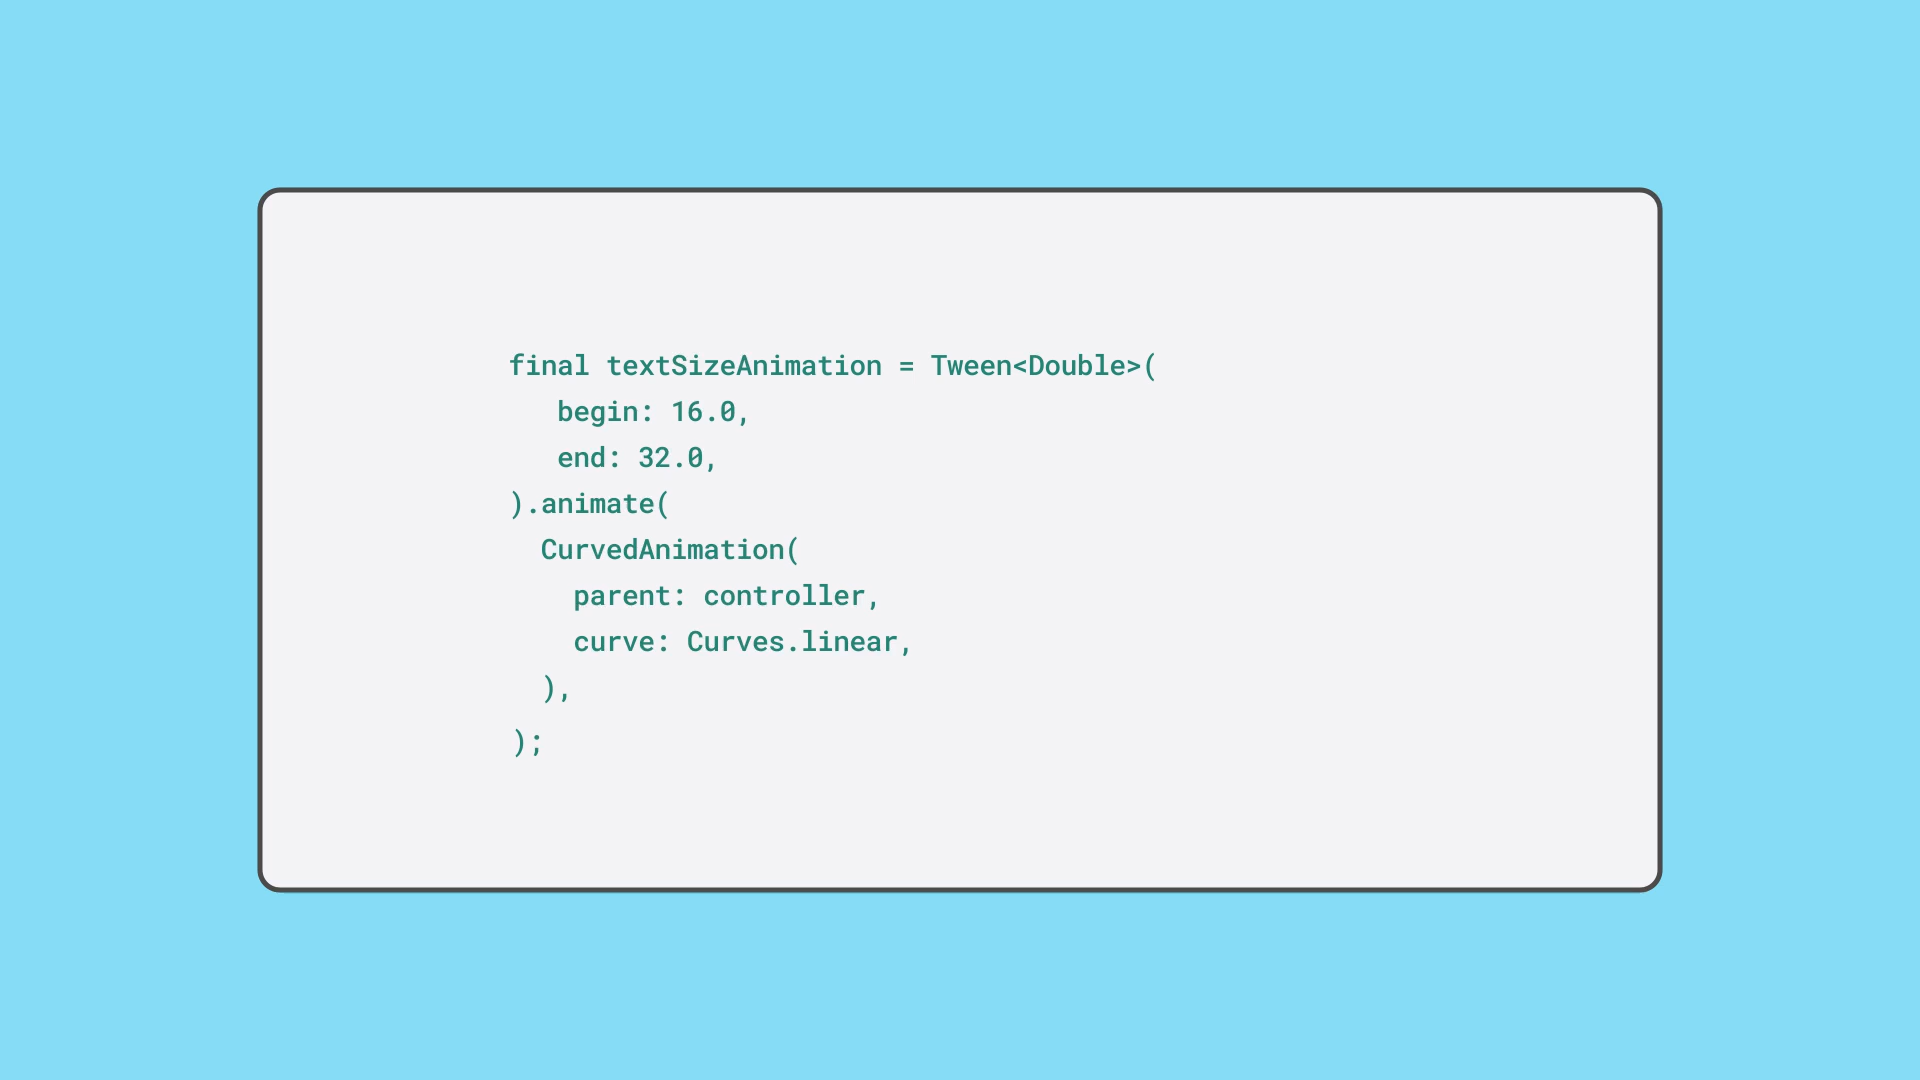 final textSizeAnimation = Tween<Double>(
begin: 16.0,
end: 32.0,
).animate(
CurvedAnimation(
parent: controller,
curve: Curves.linear,
),
);